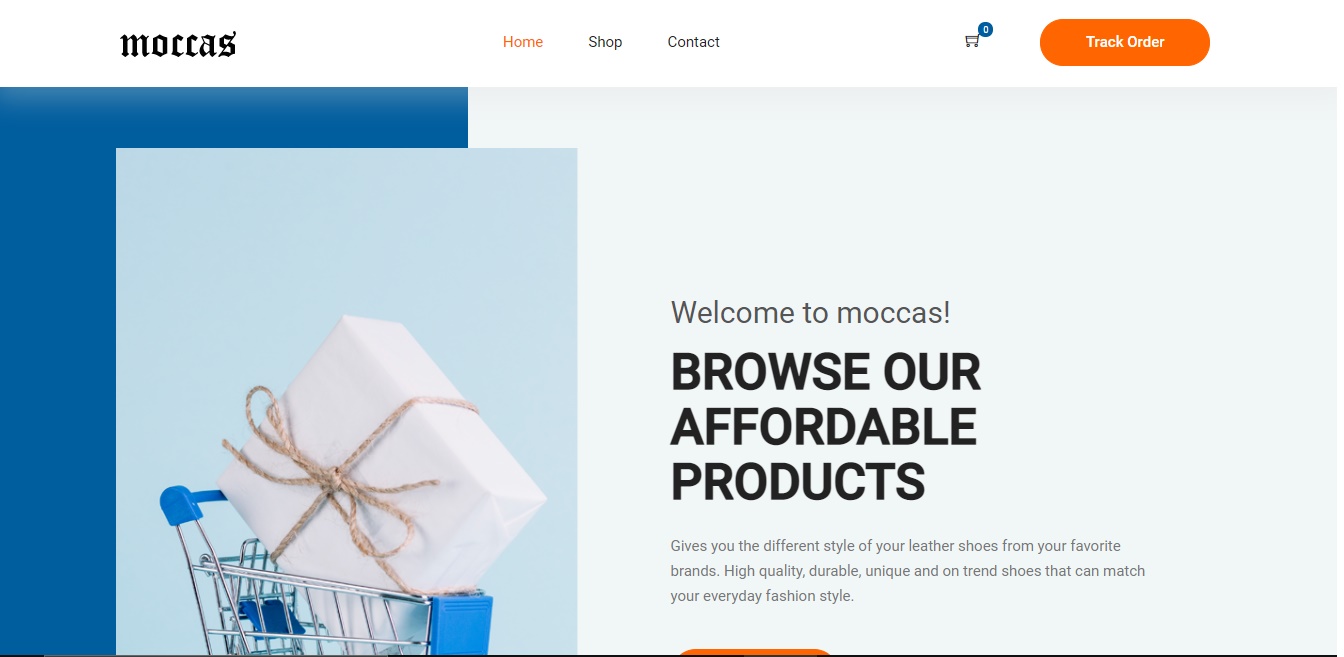 moccas
Home
Shop
Contact
0
Track Order
Welcome to moccas!
BROWSE OUR
AFFORDABLE
PRODUCTS
Gives you the different style of your leather shoes from your favorite
brands. High quality, durable, unique and on trend shoes that can match
your everyday fashion style.